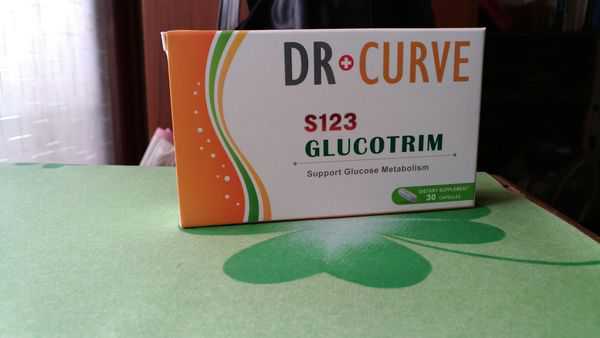 DR CURVE
S123
GLUCOTRIM
Support Glucose Metabolism
DIETARY SUPPLEMENT
30 CAPSULES